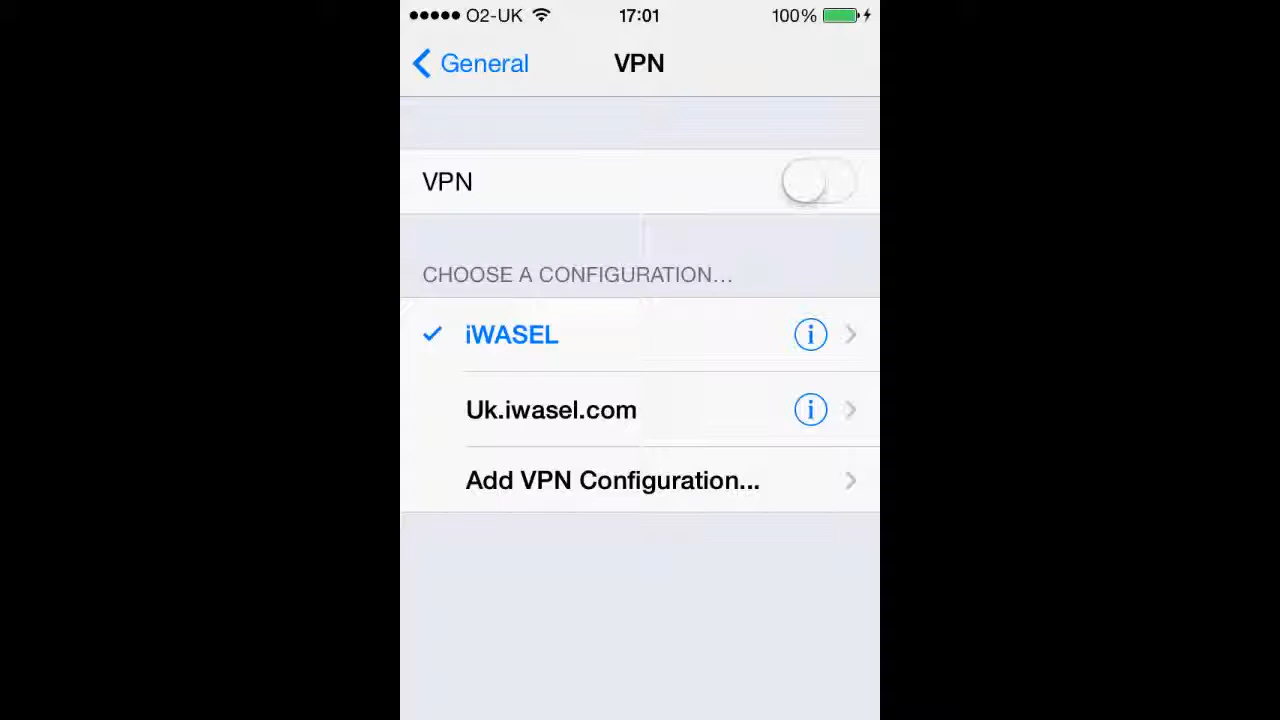 O2-UK 17:01 100%
General VPN
VPN
CHOOSE A CONFIGURATION...
iWASEL
Uk.iwasel.com
Add VPN Configuration...